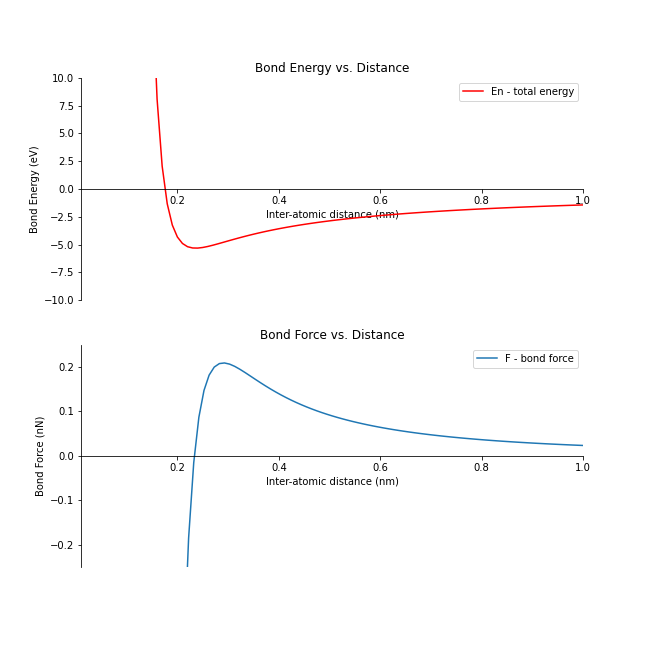 Bond Energy vs. Distance
10.0
En - total energy
7.5
5.0
2.5
0.0
0.2 0.4 0.6 0.8 1.0
Inter-atomic distance (nm)
−2.5
−5.0
−7.5
−10.0
Bond Energy (eV)
Bond Force vs. Distance
F - bond force
0.2
0.1
0.0
0.2 0.4 0.6 0.8 1.0
Inter-atomic distance (nm)
−0.1
−0.2
Bond Force (nN)